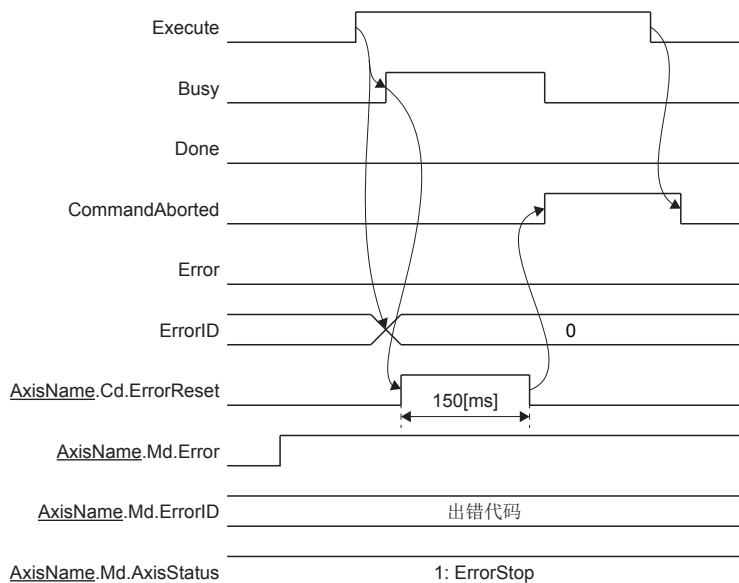 Execute
Busy
Done
CommandAborted
Error
ErrorID
0
AxisName.Cd.ErrorReset
150[ms]
AxisName.Md.Error
AxisName.Md.ErrorID
出错代码
AxisName.Md.AxisStatus
1: ErrorStop